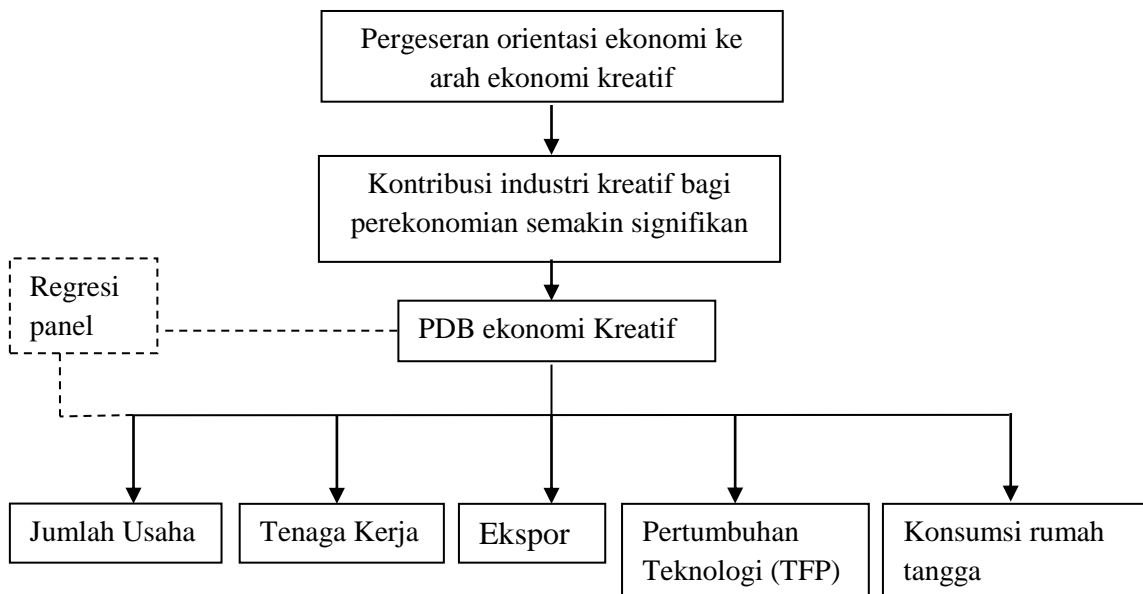 Pergeseran orientasi ekonomi ke
arah ekonomi kreatif
Kontribusi industri kreatif bagi
perekonomian semakin signifikan
Regresi
panel
PDB ekonomi Kreatif
Jumlah Usaha
Tenaga Kerja
Ekspor
Pertumbuhan
Teknologi (TFP)
Konsumsi rumah
tangga